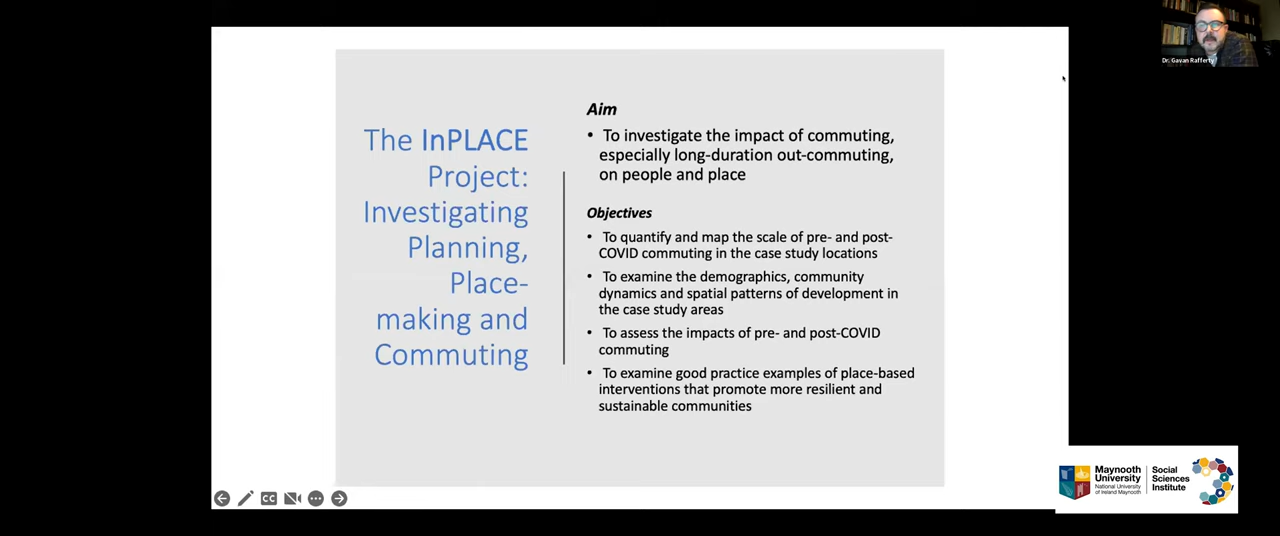 Dr. Gavan Rafferty
The InPLACE
Project:
Investigating
Planning,
Place-
making and
Commuting
Aim
• To investigate the impact of commuting,
especially long-duration out-commuting,
on people and place
Objectives
• To quantify and map the scale of pre- and post-
COVID commuting in the case study locations
• To examine the demographics, community
dynamics and spatial patterns of development in
the case study areas
• To assess the impacts of pre- and post-COVID
commuting
• To examine good practice examples of place-based
interventions that promote more resilient and
sustainable communities
CC
Maynooth
University
National University
of Ireland Maynooth
Social
Sciences
Institute